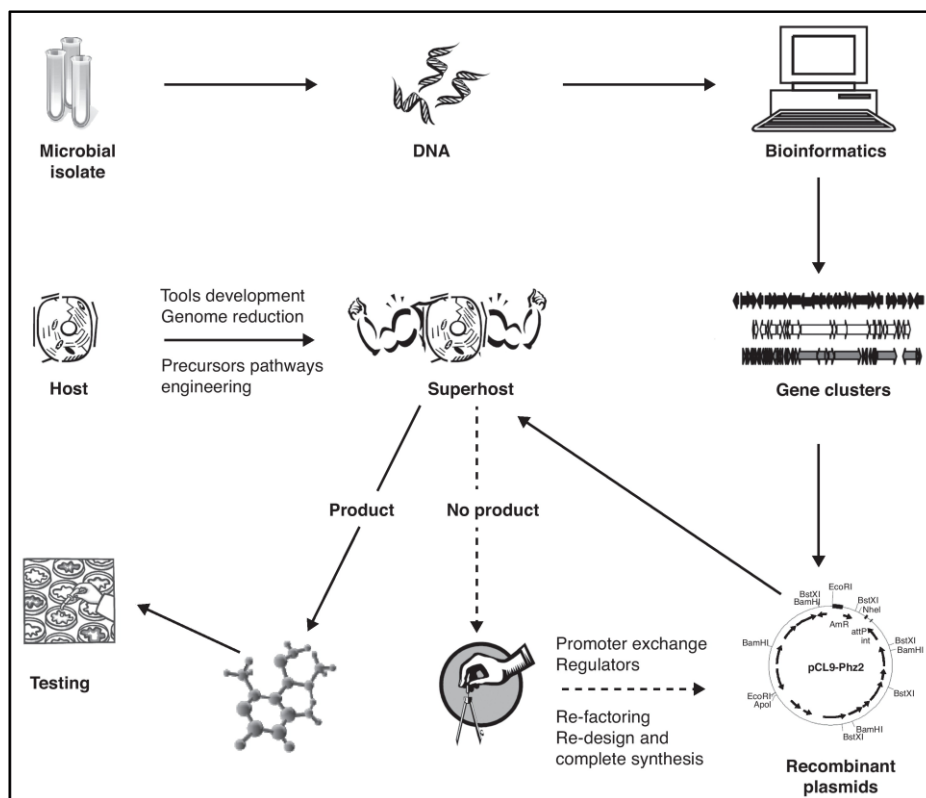 Microbial
isolate
DNA
Bioinformatics
Tools development
Genome reduction
Precursors pathways
engineering
Host
Superhost
Gene clusters
Product
No product
Testing
Promoter exchange
Regulators
Re-factoring
Re-design and
complete synthesis
EcoRI
BstXI
BamHI
BstXI
NheI
AmR
attP
int
BstXI
BamHI
BamHI
pCL9-Phz2
BstXI
EcoRI
ApoI
BamHI
BstXI
Recombinant
plasmids